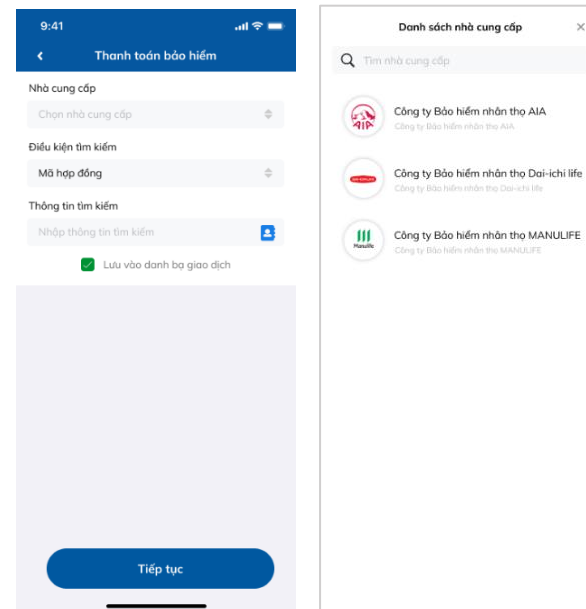 9:41
Thanh toán bảo hiểm
Nhà cung cấp
Chọn nhà cung cấp
Điều kiện tìm kiếm
Mã hợp đồng
Thông tin tìm kiếm
Nhập thông tin tìm kiếm
Lưu vào danh bạ giao dịch
Tiếp tục
Danh sách nhà cung cấp
Tìm nhà cung cấp
AIA
Công ty Bảo hiểm nhân thọ AIA
Công ty Bảo hiểm nhân thọ AIA
DAI-ICHI LIFE
Công ty Bảo hiểm nhân thọ Dai-ichi life
Công ty Bảo hiểm nhân thọ Dai-ichi life
Manulife
Công ty Bảo hiểm nhân thọ MANULIFE
Công ty Bảo hiểm nhân thọ MANULIFE